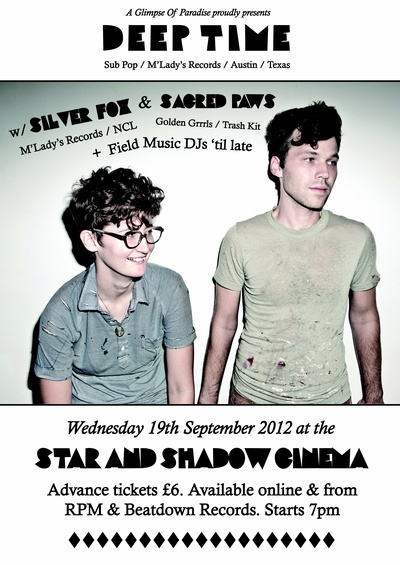 A Glimpse Of Paradise proudly presents
DEEP TIME
Sub Pop / M'Lady's Records / Austin / Texas
w/ SILVER FOX & SACRED PAWS
M'Lady's Records / NCL Golden Grrrls / Trash Kit
+ Field Music DJs 'til late
Wednesday 19th September 2012 at the
STAR AND SHADOW CINEMA
Advance tickets £6. Available online & from
RPM & Beatdown Records. Starts 7pm